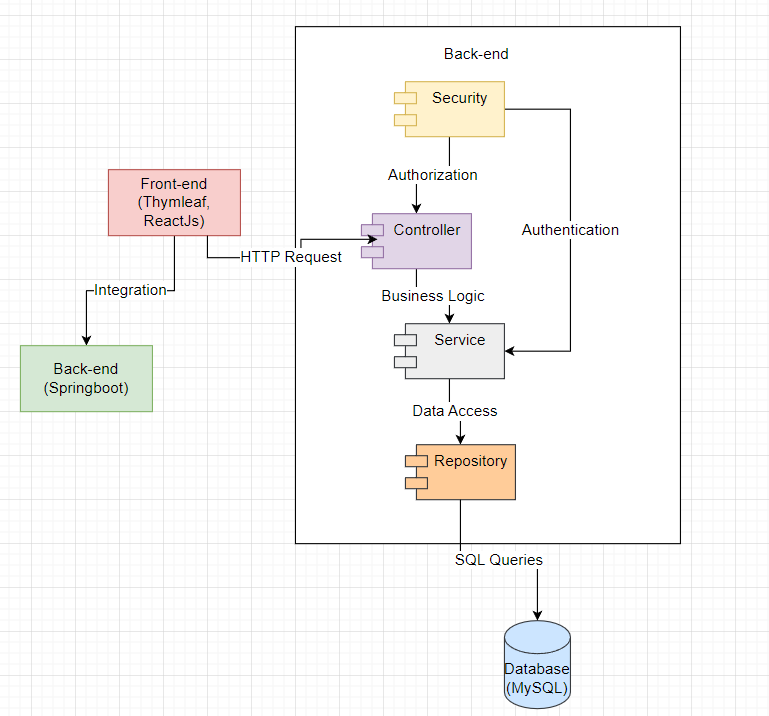 Back-end
Security
Authorization
Front-end
(Thymleaf,
ReactJs)
Controller
Authentication
HTTP Request
Integration
Business Logic
Service
Back-end
(Springboot)
Data Access
Repository
SQL Queries
Database
(MySQL)